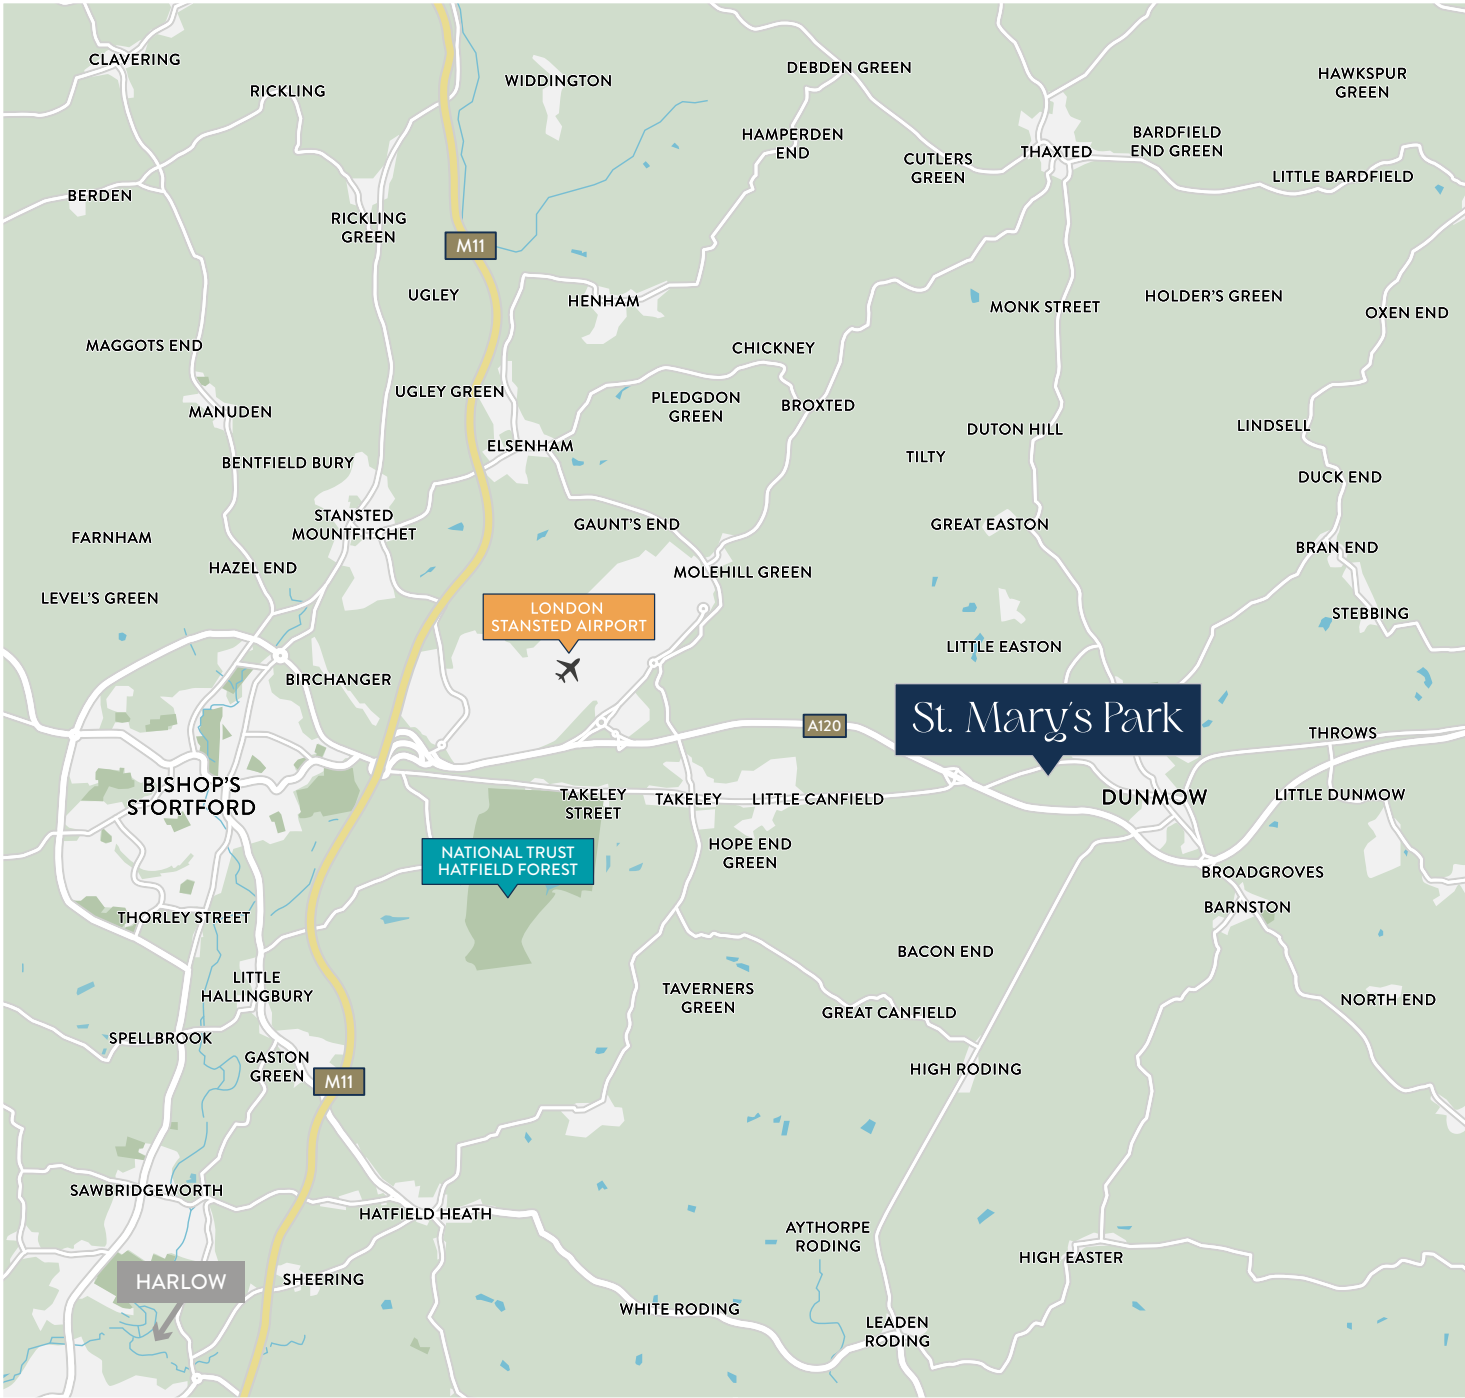 CLAVERING
RICKLING
WIDDINGTON
DEBDEN GREEN
HAWKSPUR
GREEN
HAMPERDEN
END
CUTLERS
GREEN
THAXTED
BARDFIELD
END GREEN
LITTLE BARDFIELD
BERDEN
RICKLING
GREEN
M11
UGLEY
HENHAM
MONK STREET
HOLDER'S GREEN
OXEN END
MAGGOTS END
CHICKNEY
UGLEY GREEN
PLEDGDON
GREEN
BROXTED
MANUDEN
ELSENHAM
DUTON HILL
LINDSELL
TILTY
BENTFIELD BURY
DUCK END
STANSTED
MOUNTFITCHET
GAUNT'S END
GREAT EASTON
FARNHAM
BRAN END
HAZEL END
MOLEHILL GREEN
LEVEL'S GREEN
LONDON
STANSTED AIRPORT
STEBBING
LITTLE EASTON
BIRCHANGER
St. Mary's Park
A120
THROWS
BISHOP'S
STORTFORD
TAKELEY
STREET
TAKELEY
LITTLE CANFIELD
DUNMOW
LITTLE DUNMOW
NATIONAL TRUST
HATFIELD FOREST
HOPE END
GREEN
BROADGROVES
BARNSTON
THORLEY STREET
BACON END
LITTLE
HALLINGBURY
TAVERNERS
GREEN
GREAT CANFIELD
NORTH END
SPELLBROOK
GASTON
GREEN
M11
HIGH RODING
SAWBRIDGEWORTH
HATFIELD HEATH
AYTHORPE
RODING
HIGH EASTER
HARLOW
SHEERING
WHITE RODING
LEADEN
RODING